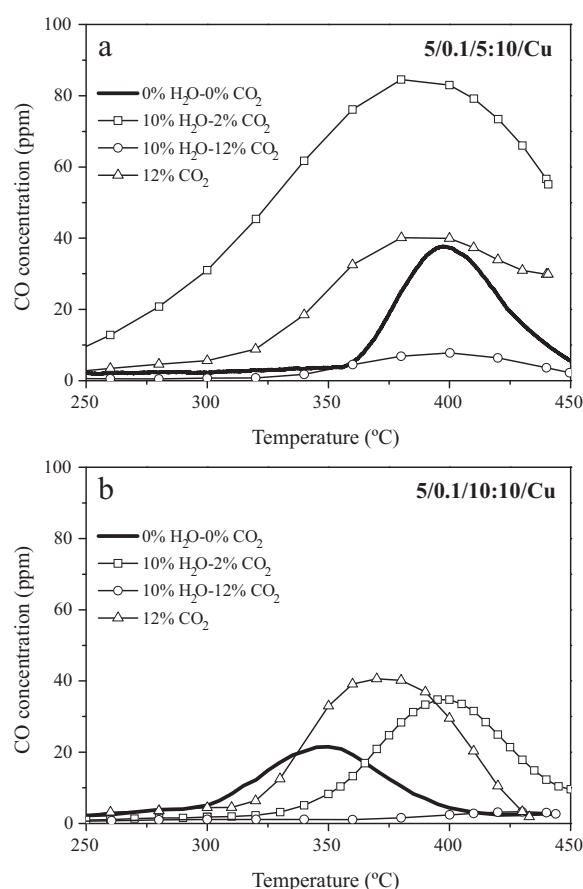 a
5/0.1/5:10/Cu
0% H₂O-0% CO₂
10% H₂O-2% CO₂
10% H₂O-12% CO₂
12% CO₂
CO concentration (ppm)
100
80
60
40
20
0
250 300 350 400 450
Temperature (ºC)
b
5/0.1/10:10/Cu
0% H₂O-0% CO₂
10% H₂O-2% CO₂
10% H₂O-12% CO₂
12% CO₂
CO concentration (ppm)
100
80
60
40
20
0
250 300 350 400 450
Temperature (ºC)